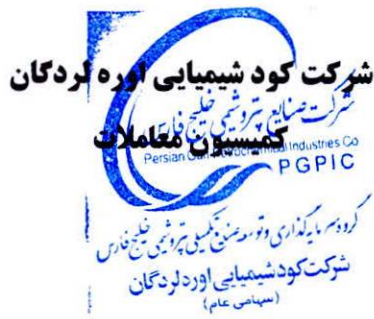 شرکت کود شیمیایی اوره لردگان
شرکت صنایع پتروشیمی خلیج فارس
کمیسیون معاملات
Persian Gulf Petrochemical Industries Co
PGPIC
گروه سرمایه گذاری و توسعه صنایع تکمیلی پتروشیمی خلیج فارس
شرکت کود شیمیایی اوره لردگان
(سهامی عام)